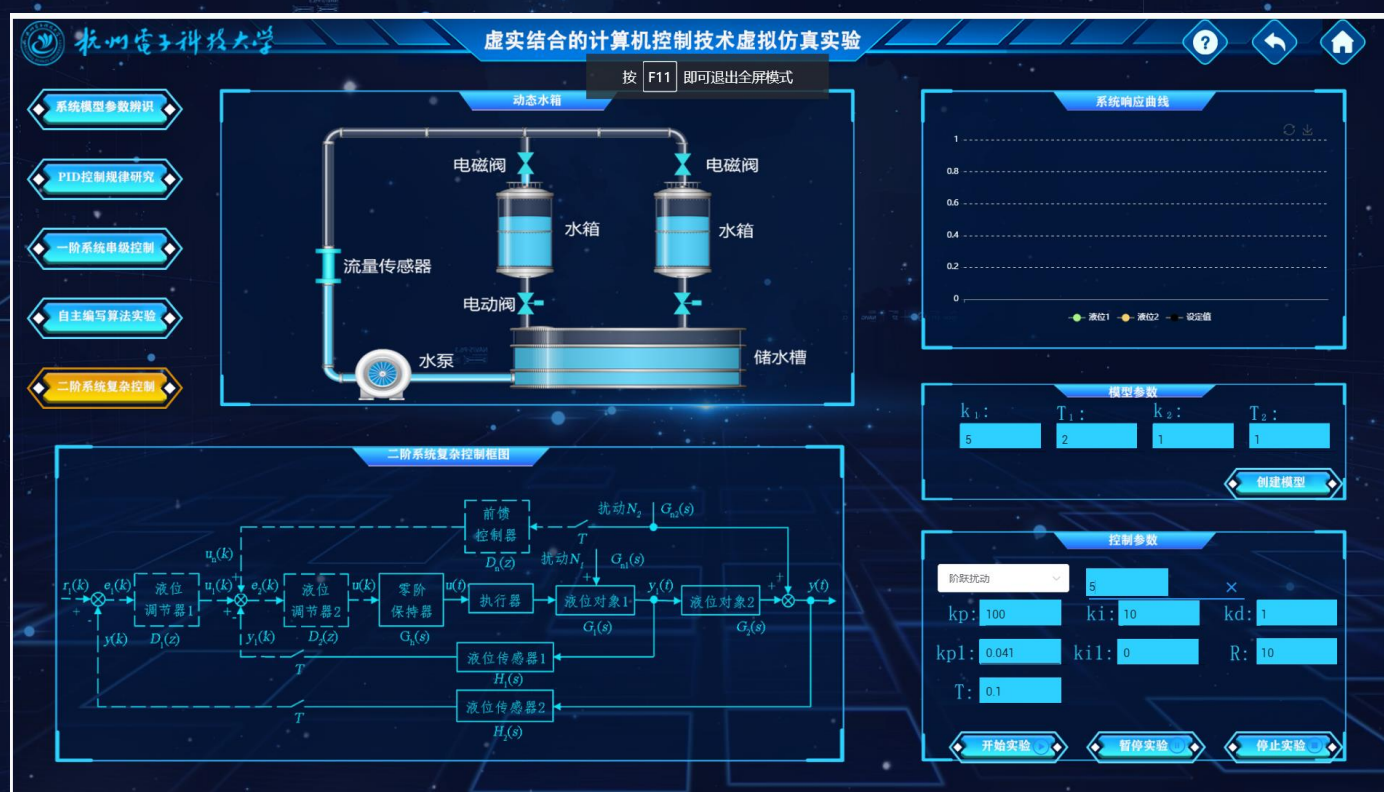 杭州电子科技大学
虚实结合的计算机控制技术虚拟仿真实验
?
按 F11 即可退出全屏模式
系统模型参数辨识
PID控制规律研究
一阶系统串级控制
自主编写算法实验
二阶系统复杂控制
动态水箱
电磁阀
电磁阀
水箱
水箱
流量传感器
电动阀
水泵
储水槽
系统响应曲线
1
0.8
0.6
0.4
0.2
0
液位1 液位2 设定值
模型参数
k₁: T₁: k₂: T₂:
5 2 1 1
创建模型
二阶系统复杂控制框图
前馈
控制器
Dₙ(z)
扰动N₂ Gₙ₂(s)
T
扰动N₁ Gₙ₁(s)
uₙ(k)
r₁(k) e₁(k) 液位
调节器1
D₁(z)
u₁(k) e₂(k) 液位
调节器2
D₂(z)
u(k) 零阶
保持器
Gₕ(s)
u(t) 执行器 液位对象1
G₁(s)
y₁(t) 液位对象2
G₂(s)
y(t)
+ - + - + + + +
y(k) y₁(k)
T
液位传感器1
H₁(s)
T
液位传感器2
H₂(s)
控制参数
阶跃扰动 5 ×
kp: 100 ki: 10 kd: 1
kp1: 0.041 ki1: 0 R: 10
T: 0.1
开始实验 暂停实验 停止实验